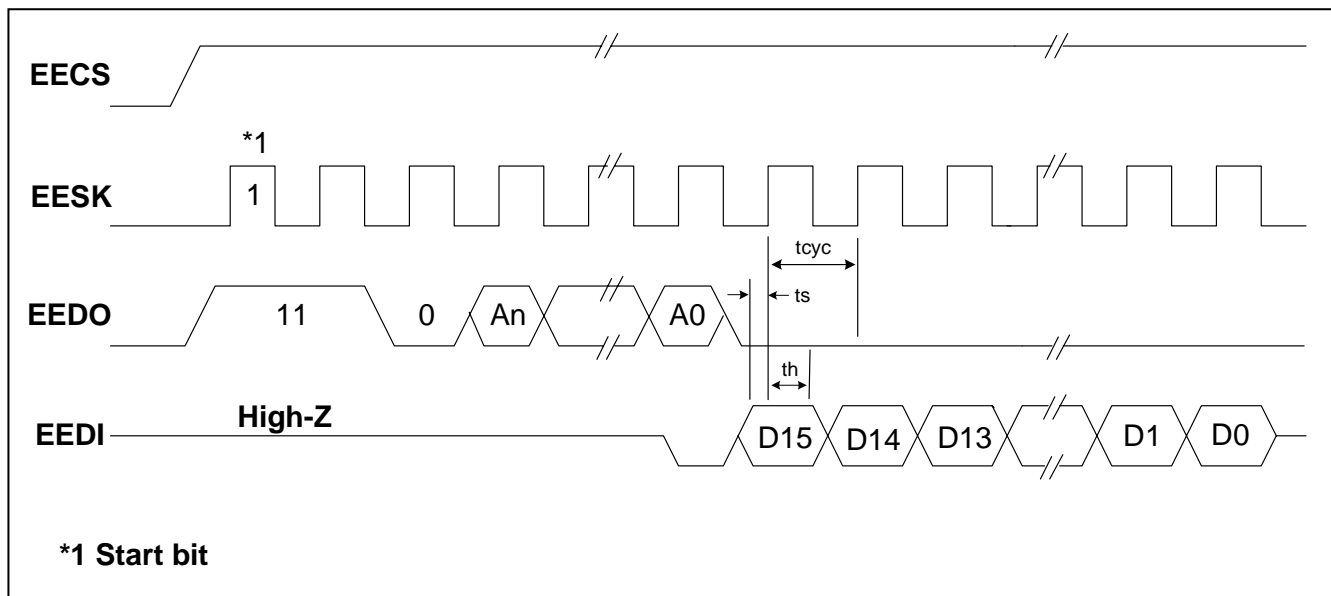 EECS
*1
EESK
1
tcyc
ts
EEDO
11
0
An
A0
th
High-Z
EEDI
D15
D14
D13
D1
D0
*1 Start bit